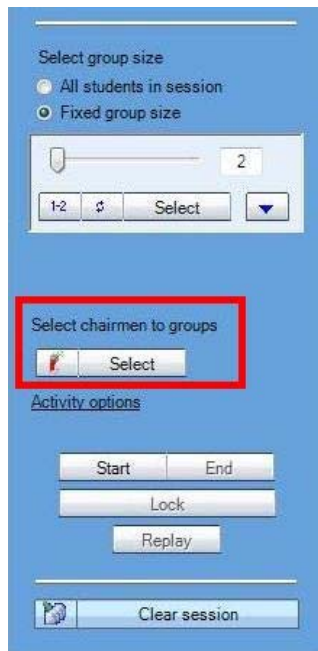 Select group size
All students in session
Fixed group size
2
1-2 Select
Select chairmen to groups
Select
Activity options
Start End
Lock
Replay
Clear session